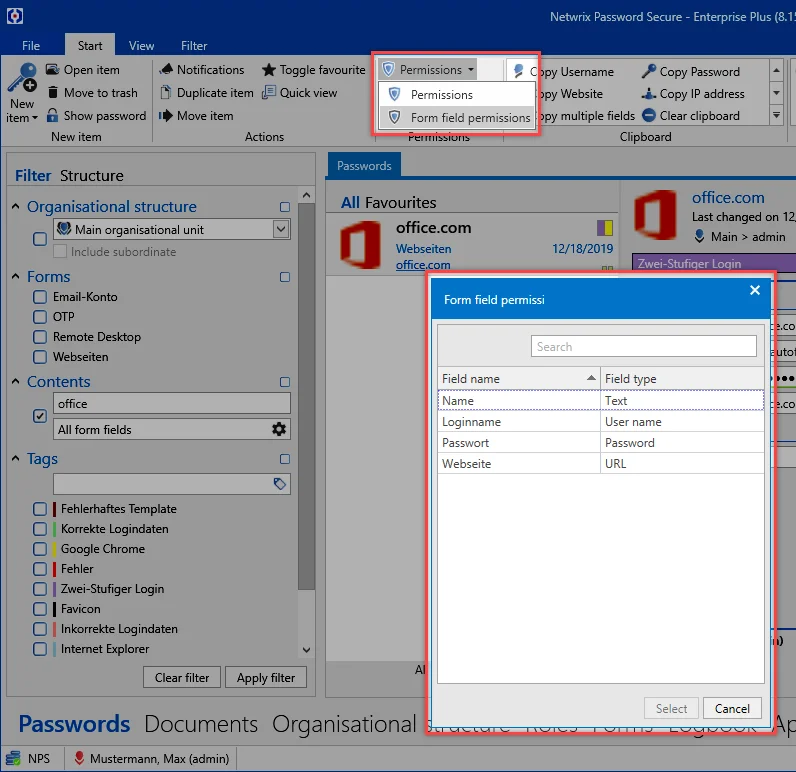 Netwrix Password Secure - Enterprise Plus (8.15
File Start View Filter
New item
Open item
Move to trash
Show password
New item
Notifications
Duplicate item
Move item
Toggle favourite
Quick view
Actions
Permissions
Permissions
Form field permissions
Permissions
Copy Username
Copy Website
Copy multiple fields
Copy Password
Copy IP address
Clear clipboard
Clipboard
Filter Structure
Organisational structure
Main organisational unit
Include subordinate
Forms
Email-Konto
OTP
Remote Desktop
Webseiten
Contents
office
All form fields
Tags
Fehlerhaftes Template
Korrekte Logindaten
Google Chrome
Fehler
Zwei-Stufiger Login
Favicon
Inkorrekte Logindaten
Internet Explorer
Clear filter Apply filter
Passwords
All Favourites
office.com
Webseiten 12/18/2019
office.com
office.com
Last changed on 12/
Main > admin
Zwei-Stufiger Login
Form field permissi
Search
Field name Field type
Name Text
Loginname User name
Passwort Password
Webseite URL
Select Cancel
Passwords Documents Organisational structure Roles Forms Logbook Ap
NPS Mustermann, Max (admin)